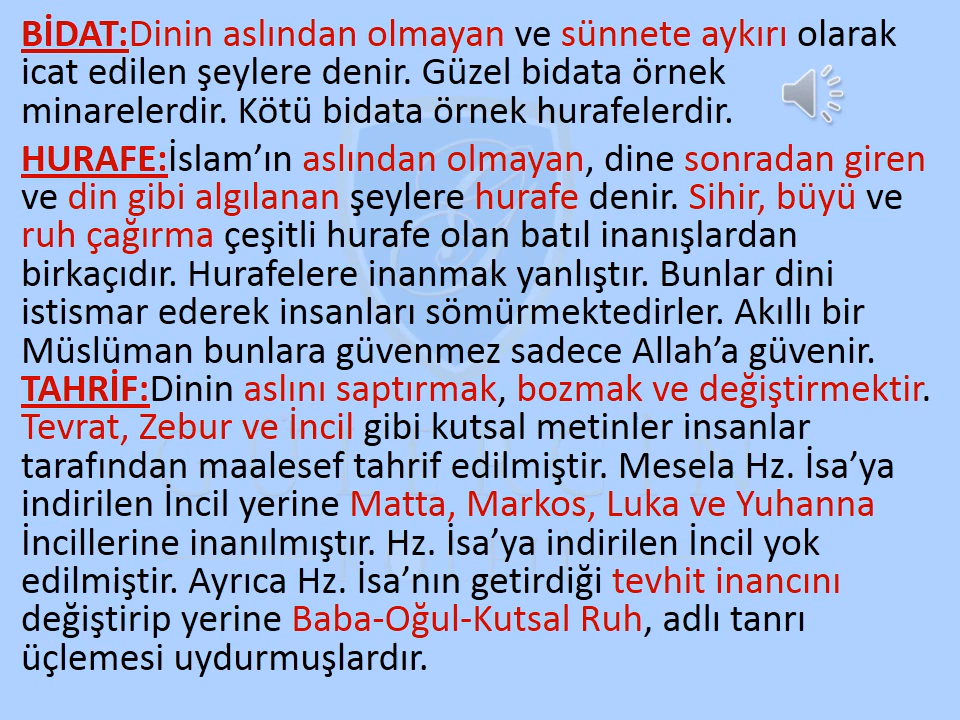 BİDAT:Dinin aslından olmayan ve sünnete aykırı olarak
icat edilen şeylere denir. Güzel bidata örnek
minarelerdir. Kötü bidata örnek hurafelerdir.
HURAFE:İslam’ın aslından olmayan, dine sonradan giren
ve din gibi algılanan şeylere hurafe denir. Sihir, büyü ve
ruh çağırma çeşitli hurafe olan batıl inanışlardan
birkaçıdır. Hurafelere inanmak yanlıştır. Bunlar dini
istismar ederek insanları sömürmektedirler. Akıllı bir
Müslüman bunlara güvenmez sadece Allah’a güvenir.
TAHRİF:Dinin aslını saptırmak, bozmak ve değiştirmektir.
Tevrat, Zebur ve İncil gibi kutsal metinler insanlar
tarafından maalesef tahrif edilmiştir. Mesela Hz. İsa’ya
indirilen İncil yerine Matta, Markos, Luka ve Yuhanna
İncillerine inanılmıştır. Hz. İsa’ya indirilen İncil yok
edilmiştir. Ayrıca Hz. İsa’nın getirdiği tevhit inancını
değiştirip yerine Baba-Oğul-Kutsal Ruh, adlı tanrı
üçlemesi uydurmuşlardır.